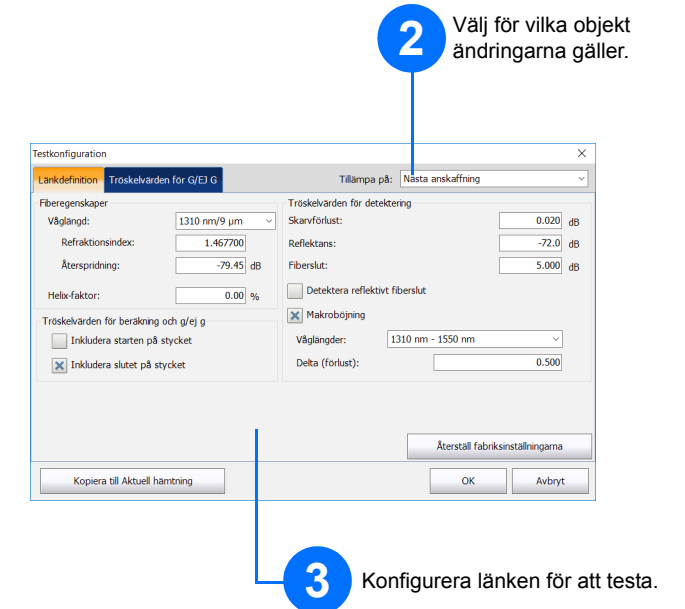 2
Välj för vilka objekt
ändringarna gäller.
Testkonfiguration
Länkdefinition Tröskelvärden för G/EJ G Tillämpa på: Nästa anskaffning
Fiberegenskaper
Våglängd: 1310 nm/9 µm
Refraktionsindex: 1.467700
Återspridning: -79.45 dB
Helix-faktor: 0.00 %
Tröskelvärden för beräkning och g/ej g
Inkludera starten på stycket
Inkludera slutet på stycket
Tröskelvärden för detektering
Skarvförlust: 0.020 dB
Reflektans: -72.0 dB
Fiberslut: 5.000 dB
Detektera reflektivt fiberslut
Makroböjning
Våglängder: 1310 nm - 1550 nm
Delta (förlust): 0.500
Återställ fabriksinställningarna
Kopiera till Aktuell hämtning OK Avbryt
3
Konfigurera länken för att testa.